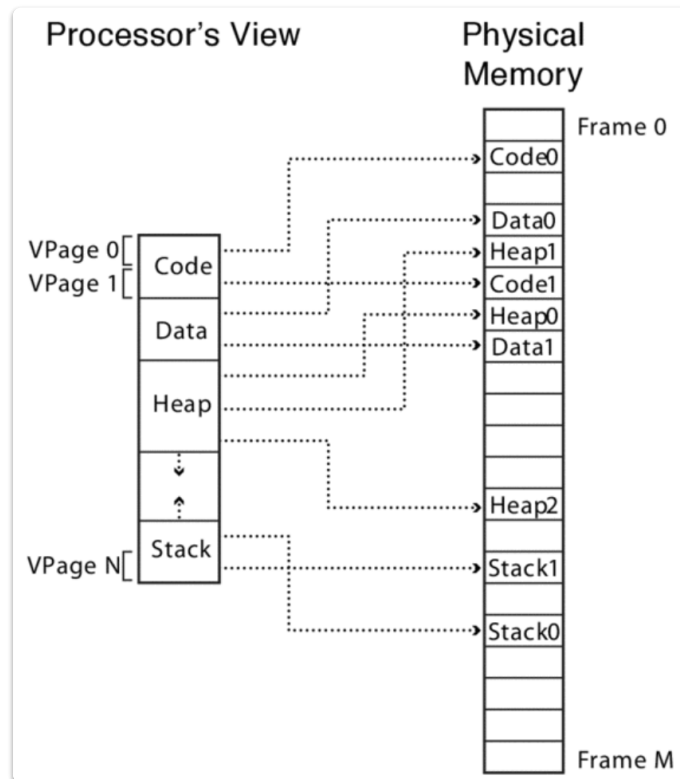 Processor's View
Physical
Memory
Frame 0
Code0
Data0
Heap1
Code1
Heap0
Data1
Heap2
Stack1
Stack0
Frame M
VPage 0
VPage 1
Code
Data
Heap
Stack
VPage N